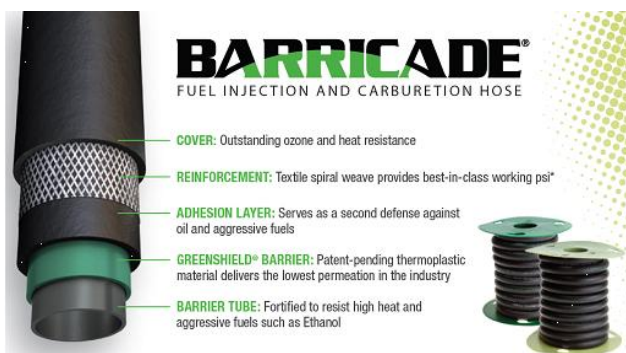 BARRICADE®
FUEL INJECTION AND CARBURETION HOSE
COVER: Outstanding ozone and heat resistance
REINFORCEMENT: Textile spiral weave provides best-in-class working psi*
ADHESION LAYER: Serves as a second defense against
oil and aggressive fuels
GREENSHIELD® BARRIER: Patent-pending thermoplastic
material delivers the lowest permeation in the industry
BARRIER TUBE: Fortified to resist high heat and
aggressive fuels such as Ethanol